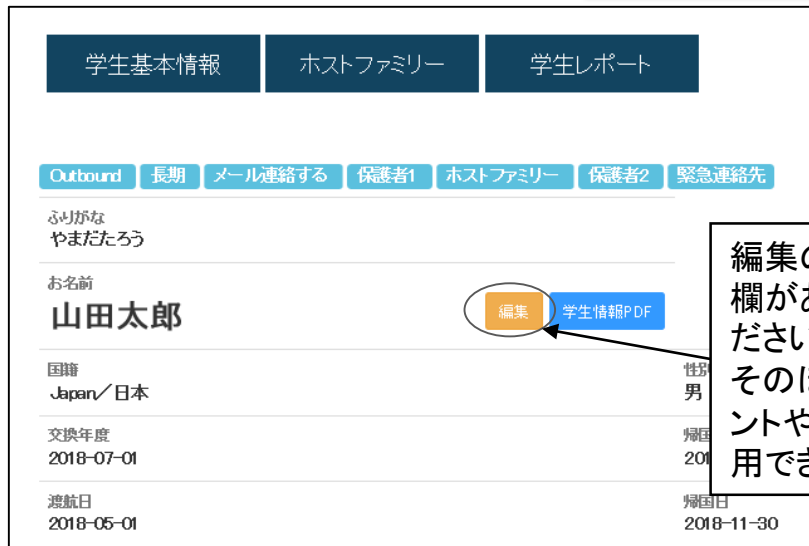 学生基本情報 ホストファミリー 学生レポート
Outbound 長期 メール連絡する 保護者1 ホストファミリー 保護者2 緊急連絡先
ふりがな
やまだたろう
お名前
山田太郎
編集 学生情報PDF
国籍
Japan/日本
性別
男
交換年度
2018-07-01
帰国
201
渡航日
2018-05-01
帰国日
2018-11-30
編集の
欄があ
ださい
そのほ
ントや
用でき